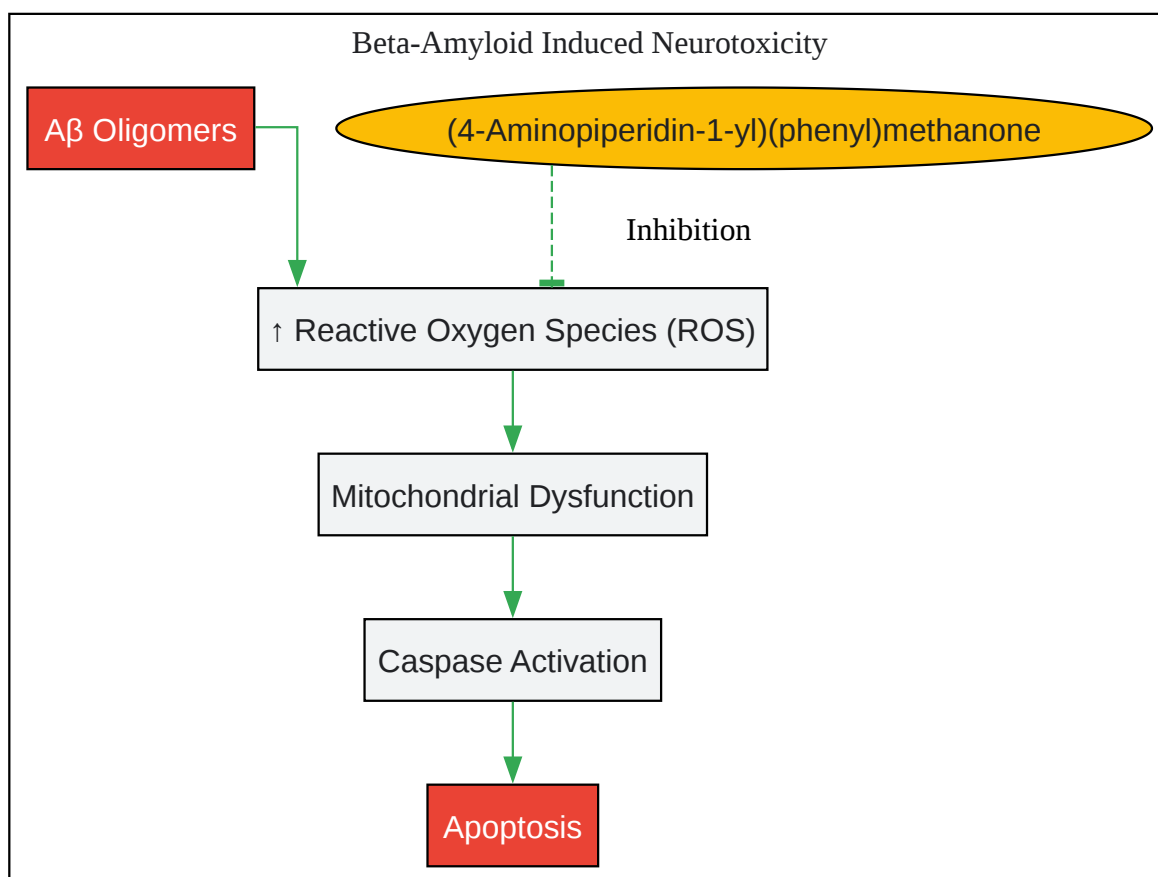 Beta-Amyloid Induced Neurotoxicity
Aβ Oligomers
(4-Aminopiperidin-1-yl)(phenyl)methanone
Inhibition
↑ Reactive Oxygen Species (ROS)
Mitochondrial Dysfunction
Caspase Activation
Apoptosis